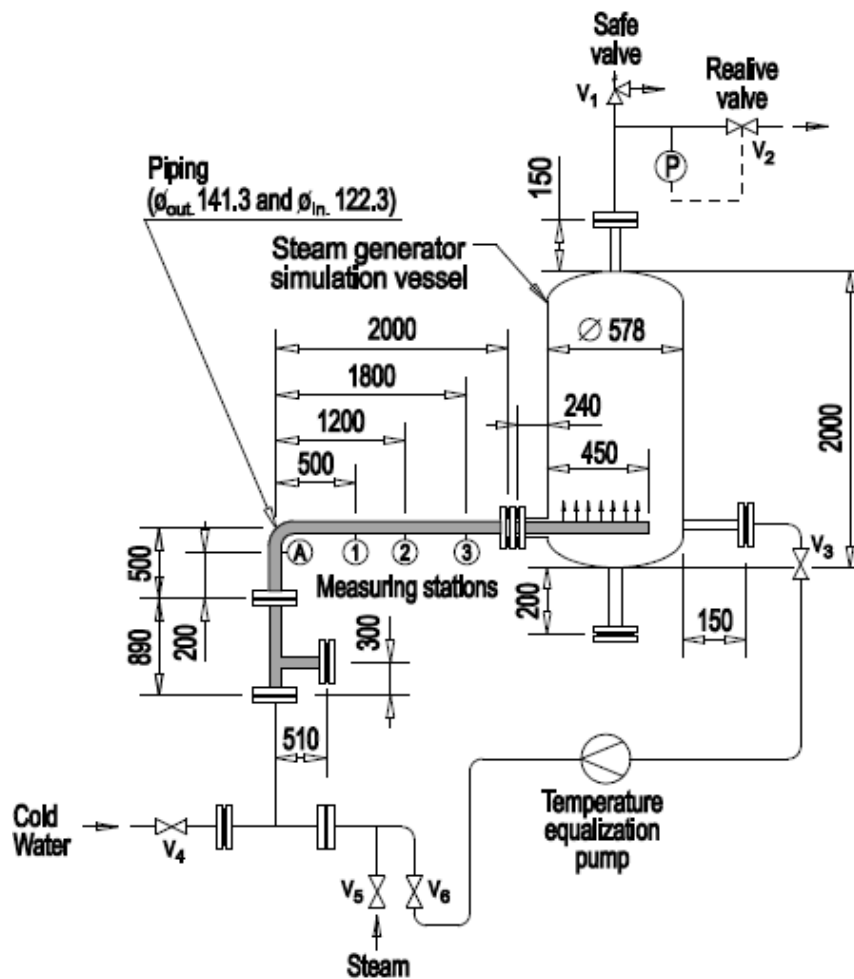 Safe
valve
V1
Realive
valve
V2
P
150
Piping
(øout. 141.3 and øin. 122.3)
Steam generator
simulation vessel
2000
1800
1200
500
∅ 578
240
450
2000
A
1
2
3
Measuring stations
500
200
890
300
200
150
V3
510
Cold
Water
V4
V5
V6
Steam
Temperature
equalization
pump